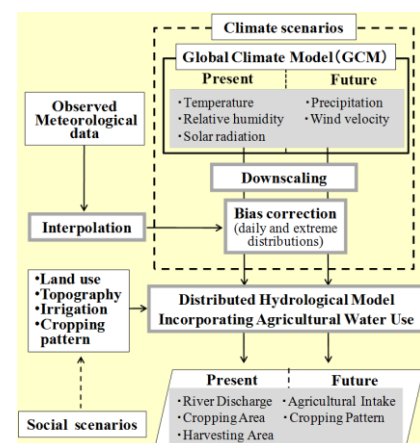 Climate scenarios
Global Climate Model(GCM)
Present Future
・Temperature ・Precipitation
・Relative humidity ・Wind velocity
・Solar radiation
Observed
Meteorological
data
Downscaling
Interpolation
Bias correction
(daily and extreme
distributions)
•Land use
•Topography
•Irrigation
•Cropping
pattern
Distributed Hydrological Model
Incorporating Agricultural Water Use
Present Future
・River Discharge ・Agricultural Intake
・Cropping Area ・Cropping Pattern
・Harvesting Area
Social scenarios